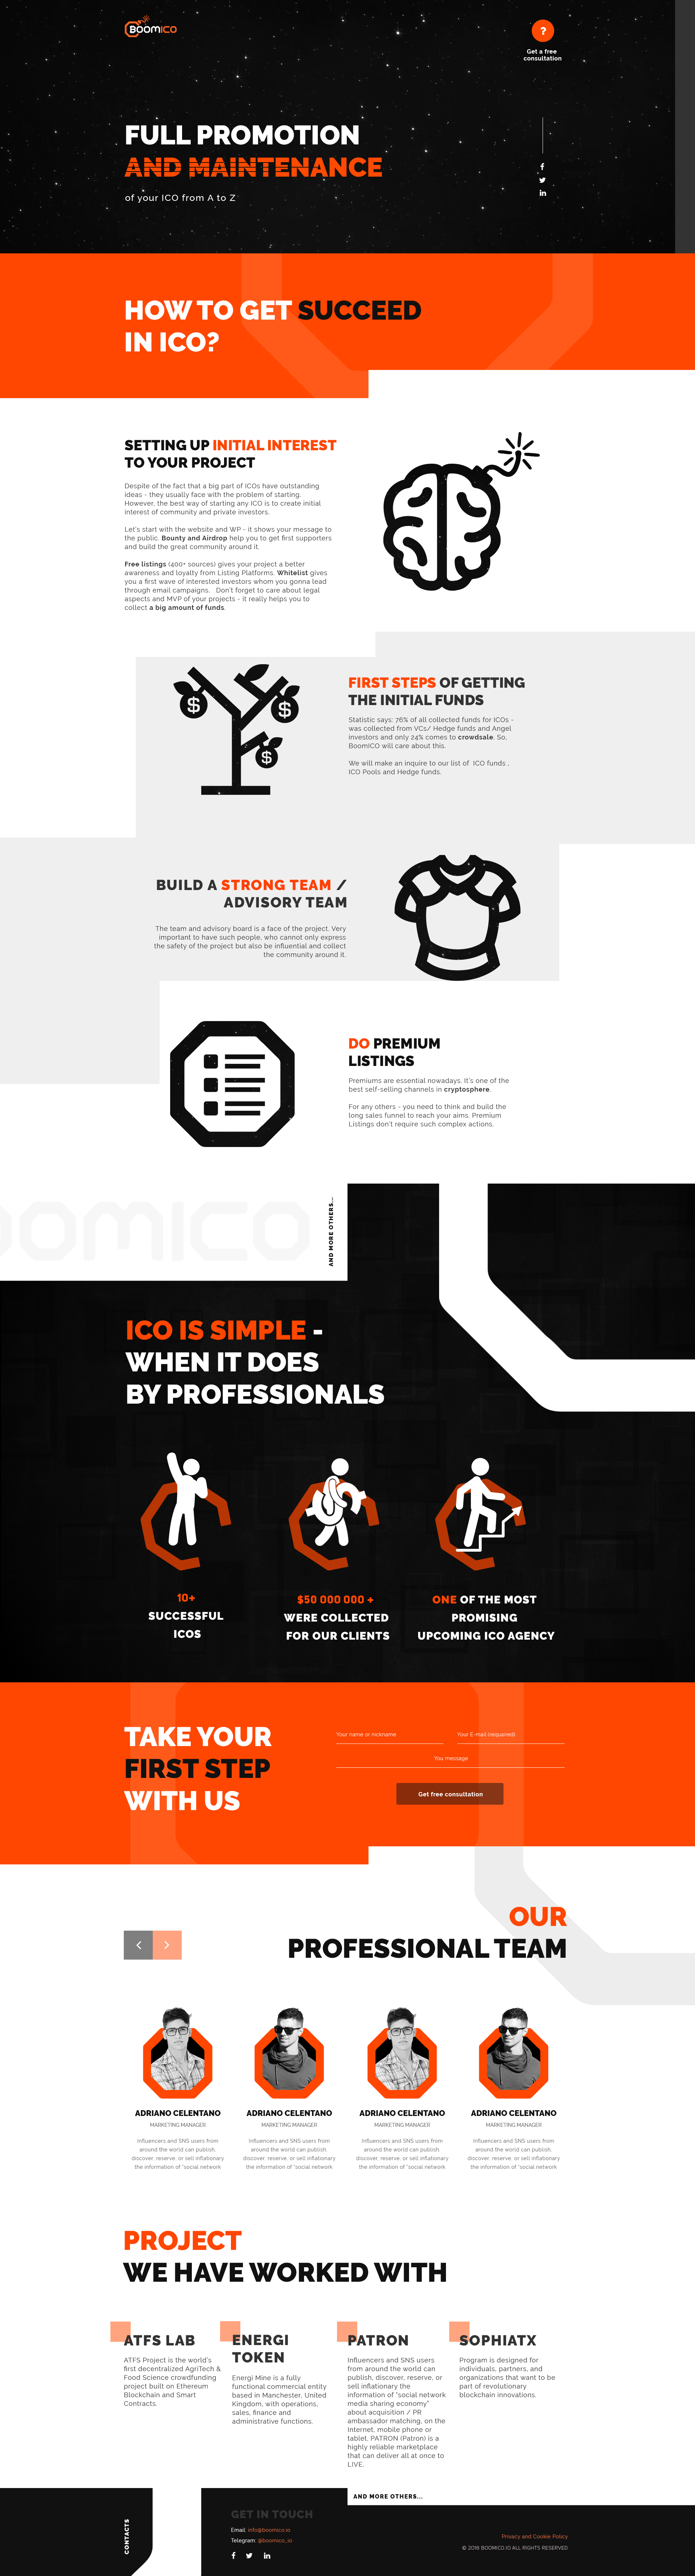 BOOMICO
?
Get a free
consultation
FULL PROMOTION
AND MAINTENANCE
of your ICO from A to Z
HOW TO GET SUCCEED
IN ICO?
SETTING UP INITIAL INTEREST
TO YOUR PROJECT
Despite of the fact that a big part of ICOs have outstanding
ideas - they usually face with the problem of starting.
However, the best way of starting any ICO is to create initial
interest of community and private investors.
Let's start with the website and WP - it shows your message to
the public. Bounty and Airdrop help you to get first supporters
and build the great community around it.
Free listings (400+ sources) gives your project a better
awareness and loyalty from Listing Platforms. Whitelist gives
you a first wave of interested investors whom you gonna lead
through email campaigns. Don't forget to care about legal
aspects and MVP of your projects - it really helps you to
collect a big amount of funds.
$
$
$
FIRST STEPS OF GETTING
THE INITIAL FUNDS
Statistic says: 76% of all collected funds for ICOs -
was collected from VCs/ Hedge funds and Angel
investors and only 24% comes to crowdsale. So,
BoomICO will care about this.
We will make an inquire to our list of ICO funds ,
ICO Pools and Hedge funds.
BUILD A STRONG TEAM /
ADVISORY TEAM
The team and advisory board is a face of the project. Very
important to have such people, who cannot only express
the safety of the project but also be influential and collect
the community around it.
DO PREMIUM
LISTINGS
Premiums are essential nowadays. It's one of the
best self-selling channels in cryptosphere.
For any others - you need to think and build the
long sales funnel to reach your aims. Premium
Listings don't require such complex actions.
oomico
AND MORE OTHERS...
ICO IS SIMPLE -
WHEN IT DOES
BY PROFESSIONALS
10+
SUCCESSFUL
ICOS
$50 000 000 +
WERE COLLECTED
FOR OUR CLIENTS
ONE OF THE MOST
PROMISING
UPCOMING ICO AGENCY
TAKE YOUR
FIRST STEP
WITH US
Your name or nickname
Your E-mail (requared)
You message
Get free consultation
OUR
PROFESSIONAL TEAM
ADRIANO CELENTANO
MARKETING MANAGER
Influencers and SNS users from
around the world can publish,
discover, reserve, or sell inflationary
the information of "social network
ADRIANO CELENTANO
MARKETING MANAGER
Influencers and SNS users from
around the world can publish,
discover, reserve, or sell inflationary
the information of "social network
ADRIANO CELENTANO
MARKETING MANAGER
Influencers and SNS users from
around the world can publish,
discover, reserve, or sell inflationary
the information of "social network
ADRIANO CELENTANO
MARKETING MANAGER
Influencers and SNS users from
around the world can publish,
discover, reserve, or sell inflationary
the information of "social network
PROJECT
WE HAVE WORKED WITH
ATFS LAB
ATFS Project is the world's
first decentralized AgriTech &
Food Science crowdfunding
project built on Ethereum
Blockchain and Smart
Contracts.
ENERGI
TOKEN
Energi Mine is a fully
functional commercial entity
based in Manchester, United
Kingdom, with operations,
sales, finance and
administrative functions.
PATRON
Influencers and SNS users
from around the world can
publish, discover, reserve, or
sell inflationary the
information of "social network
media sharing economy"
about acquisition / PR
ambassador matching, on the
Internet, mobile phone or
tablet. PATRON (Patron) is a
highly reliable marketplace
that can deliver all at once to
LIVE.
SOPHIATX
Program is designed for
individuals, partners, and
organizations that want to be
part of revolutionary
blockchain innovations.
AND MORE OTHERS...
CONTACTS
GET IN TOUCH
Email: info@boomico.io
Telegram: @boomico_io
Privacy and Cookie Policy
© 2018 BOOMICO.IO ALL RIGHTS RESERVED